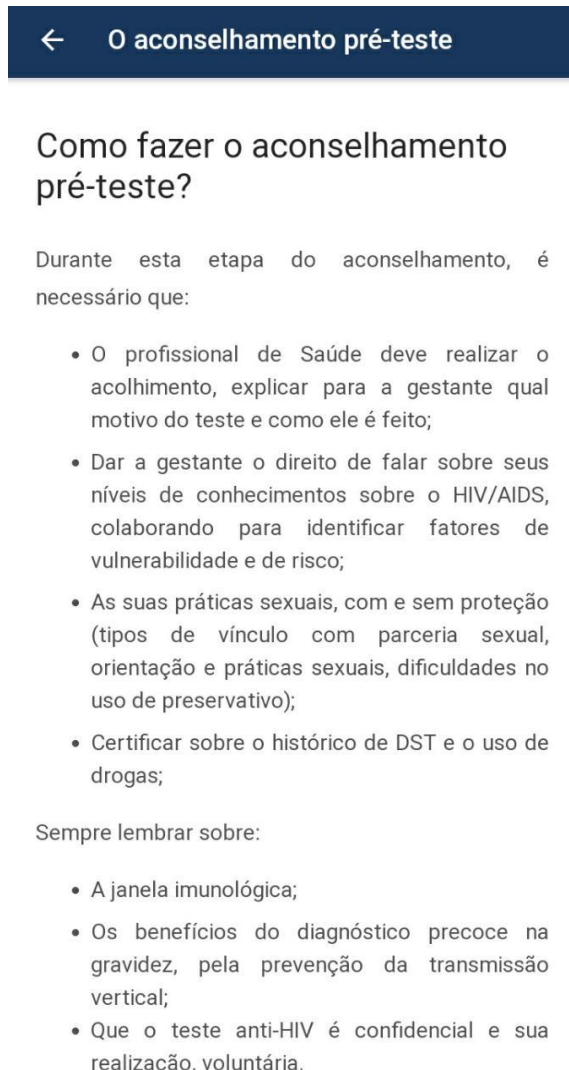 ← O aconselhamento pré-teste
Como fazer o aconselhamento
pré-teste?
Durante esta etapa do aconselhamento, é
necessário que:
• O profissional de Saúde deve realizar o
acolhimento, explicar para a gestante qual
motivo do teste e como ele é feito;
• Dar a gestante o direito de falar sobre seus
níveis de conhecimentos sobre o HIV/AIDS,
colaborando para identificar fatores de
vulnerabilidade e de risco;
• As suas práticas sexuais, com e sem proteção
(tipos de vínculo com parceria sexual,
orientação e práticas sexuais, dificuldades no
uso de preservativo);
• Certificar sobre o histórico de DST e o uso de
drogas;
Sempre lembrar sobre:
• A janela imunológica;
• Os benefícios do diagnóstico precoce na
gravidez, pela prevenção da transmissão
vertical;
• Que o teste anti-HIV é confidencial e sua
realização, voluntária.